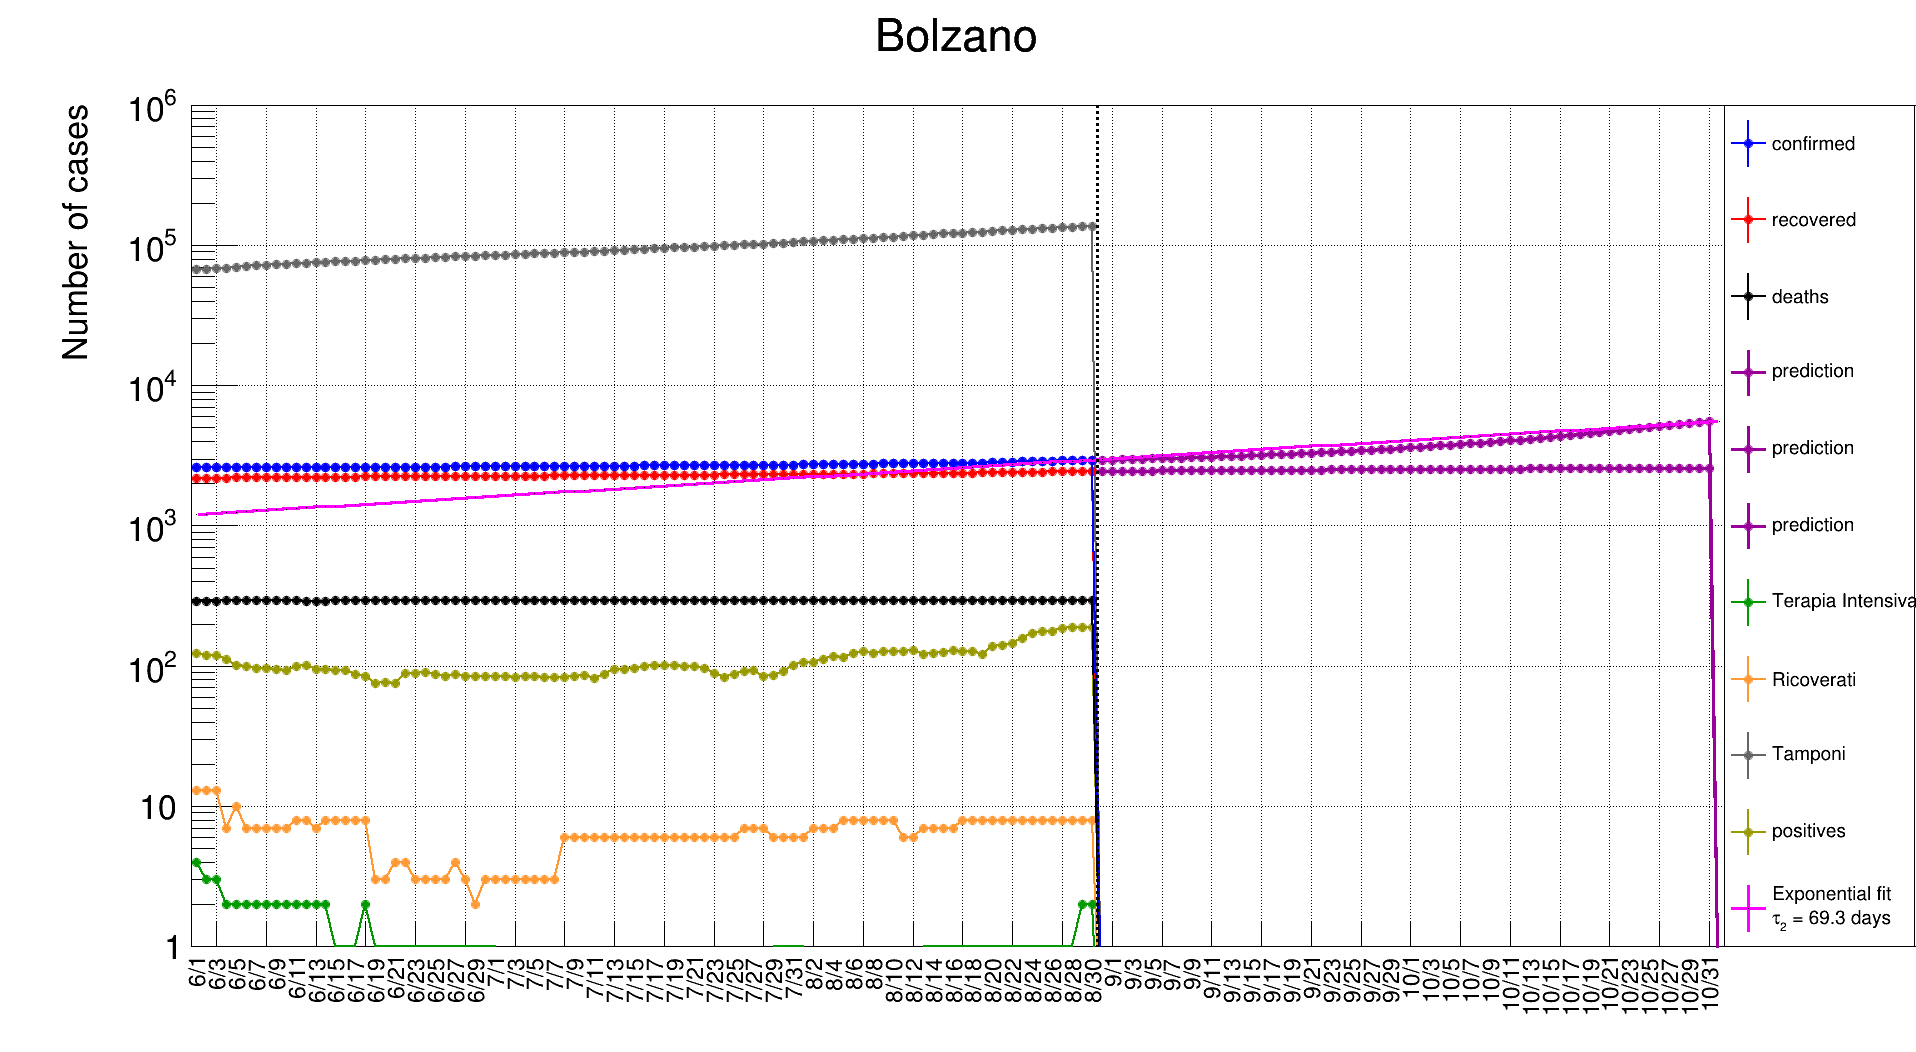 Bolzano
Number of cases
10^6
10^5
10^4
10^3
10^2
10
1
6/1 6/3 6/5 6/7 6/9 6/11 6/13 6/15 6/17 6/19 6/21 6/23 6/25 6/27 6/29 7/1 7/3 7/5 7/7 7/9 7/11 7/13 7/15 7/17 7/19 7/21 7/23 7/25 7/27 7/29 7/31 8/2 8/4 8/6 8/8 8/10 8/12 8/14 8/16 8/18 8/20 8/22 8/24 8/26 8/28 8/30 9/1 9/3 9/5 9/7 9/9 9/11 9/13 9/15 9/17 9/19 9/21 9/23 9/25 9/27 9/29 10/1 10/3 10/5 10/7 10/9 10/11 10/13 10/15 10/17 10/19 10/21 10/23 10/25 10/27 10/29 10/31
confirmed
recovered
deaths
prediction
prediction
prediction
Terapia Intensiva
Ricoverati
Tamponi
positives
Exponential fit
τ_2 = 69.3 days